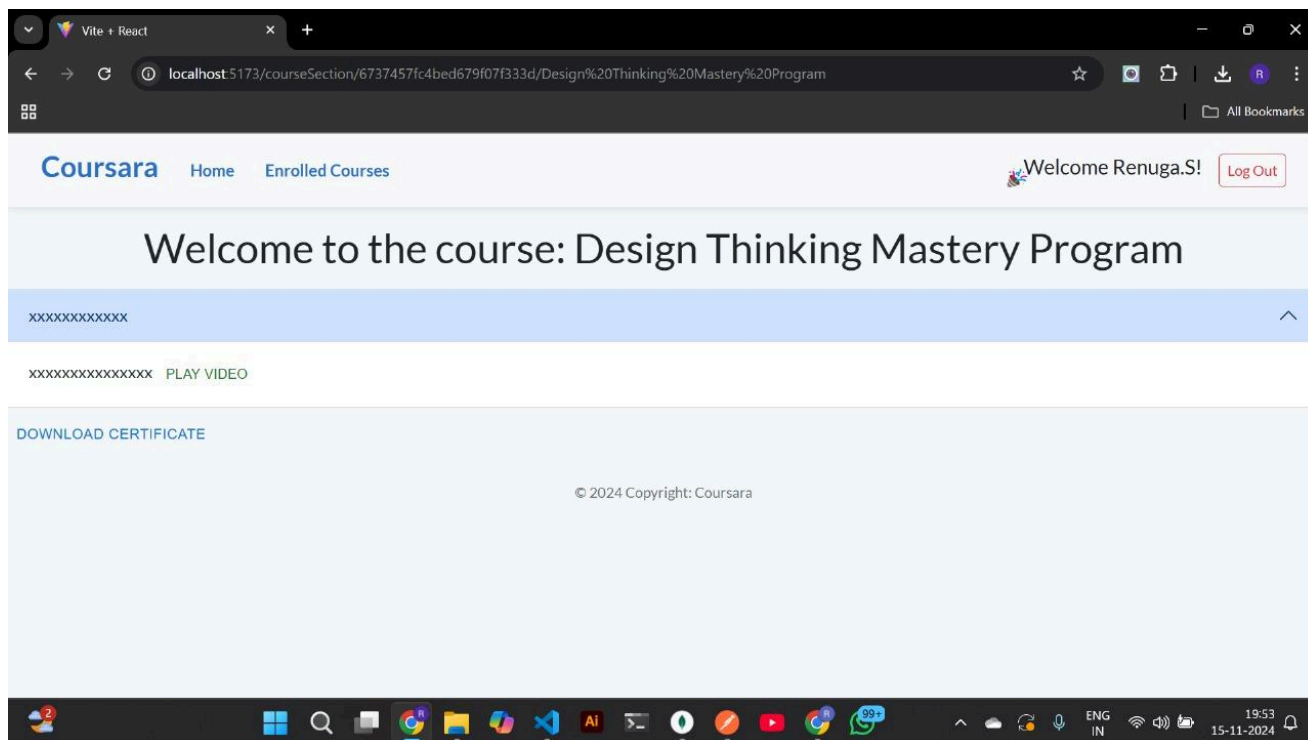 Vite + React
localhost:5173/courseSection/6737457fc4bed679f07f333d/Design%20Thinking%20Mastery%20Program
R
All Bookmarks
Coursara Home Enrolled Courses Welcome Renuga.S! Log Out
Welcome to the course: Design Thinking Mastery Program
xxxxxxxxxxxx
xxxxxxxxxxxxxxx PLAY VIDEO
DOWNLOAD CERTIFICATE
© 2024 Copyright: Coursara
2 R Ai R 99+ ENG 19:53
IN 15-11-2024